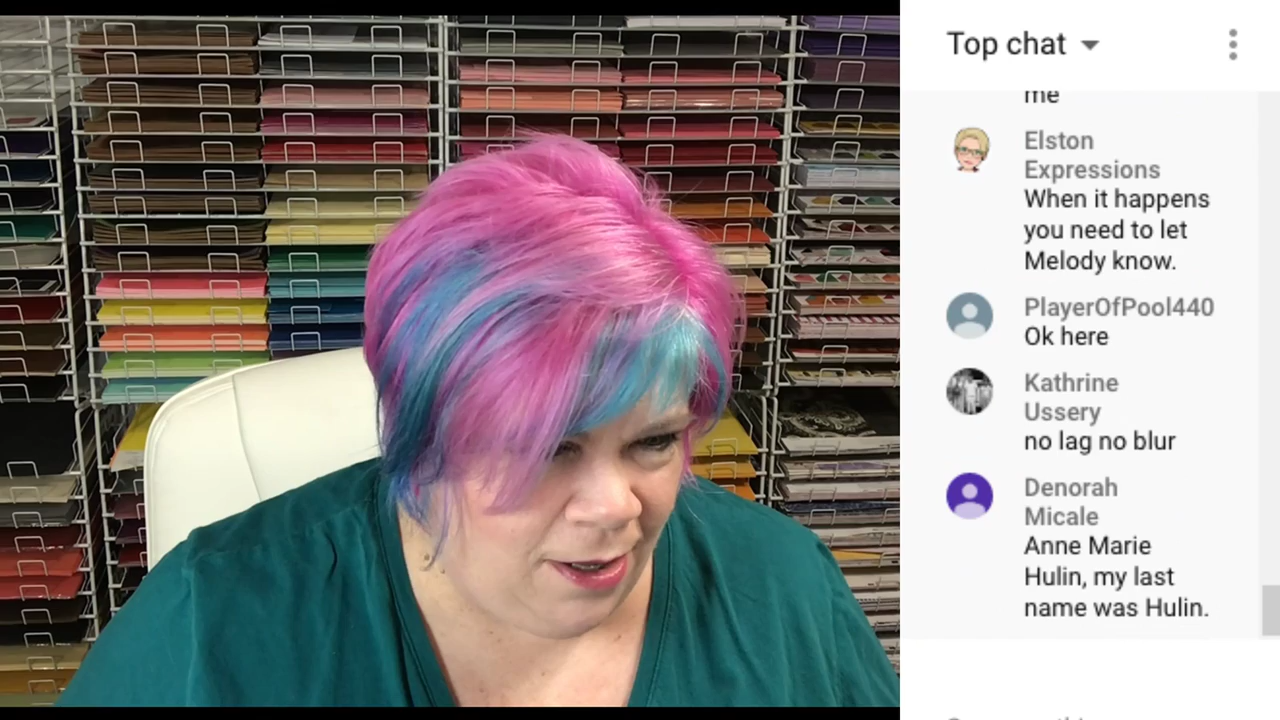 Top chat
me
Elston
Expressions
When it happens
you need to let
Melody know.
PlayerOfPool440
Ok here
Kathrine
Ussery
no lag no blur
Denorah
Micale
Anne Marie
Hulin, my last
name was Hulin.